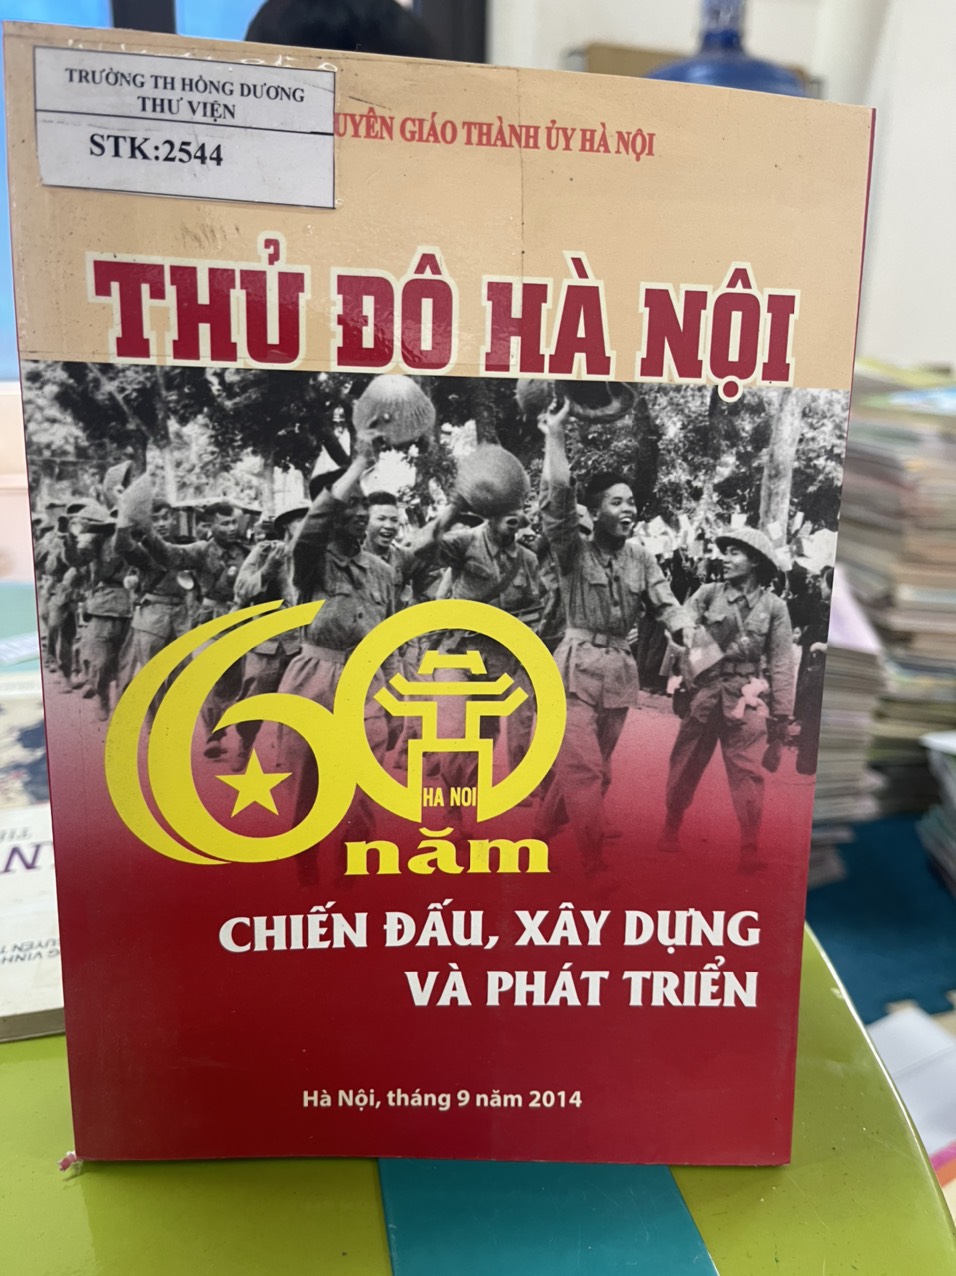 TRƯỜNG TH HỒNG DƯƠNG
THƯ VIỆN
STK:2544
UYÊN GIÁO THÀNH ỦY HÀ NỘI
THỦ ĐÔ HÀ NỘI
60
HA NOI
năm
CHIẾN ĐẤU, XÂY DỰNG
VÀ PHÁT TRIỂN
Hà Nội, tháng 9 năm 2014